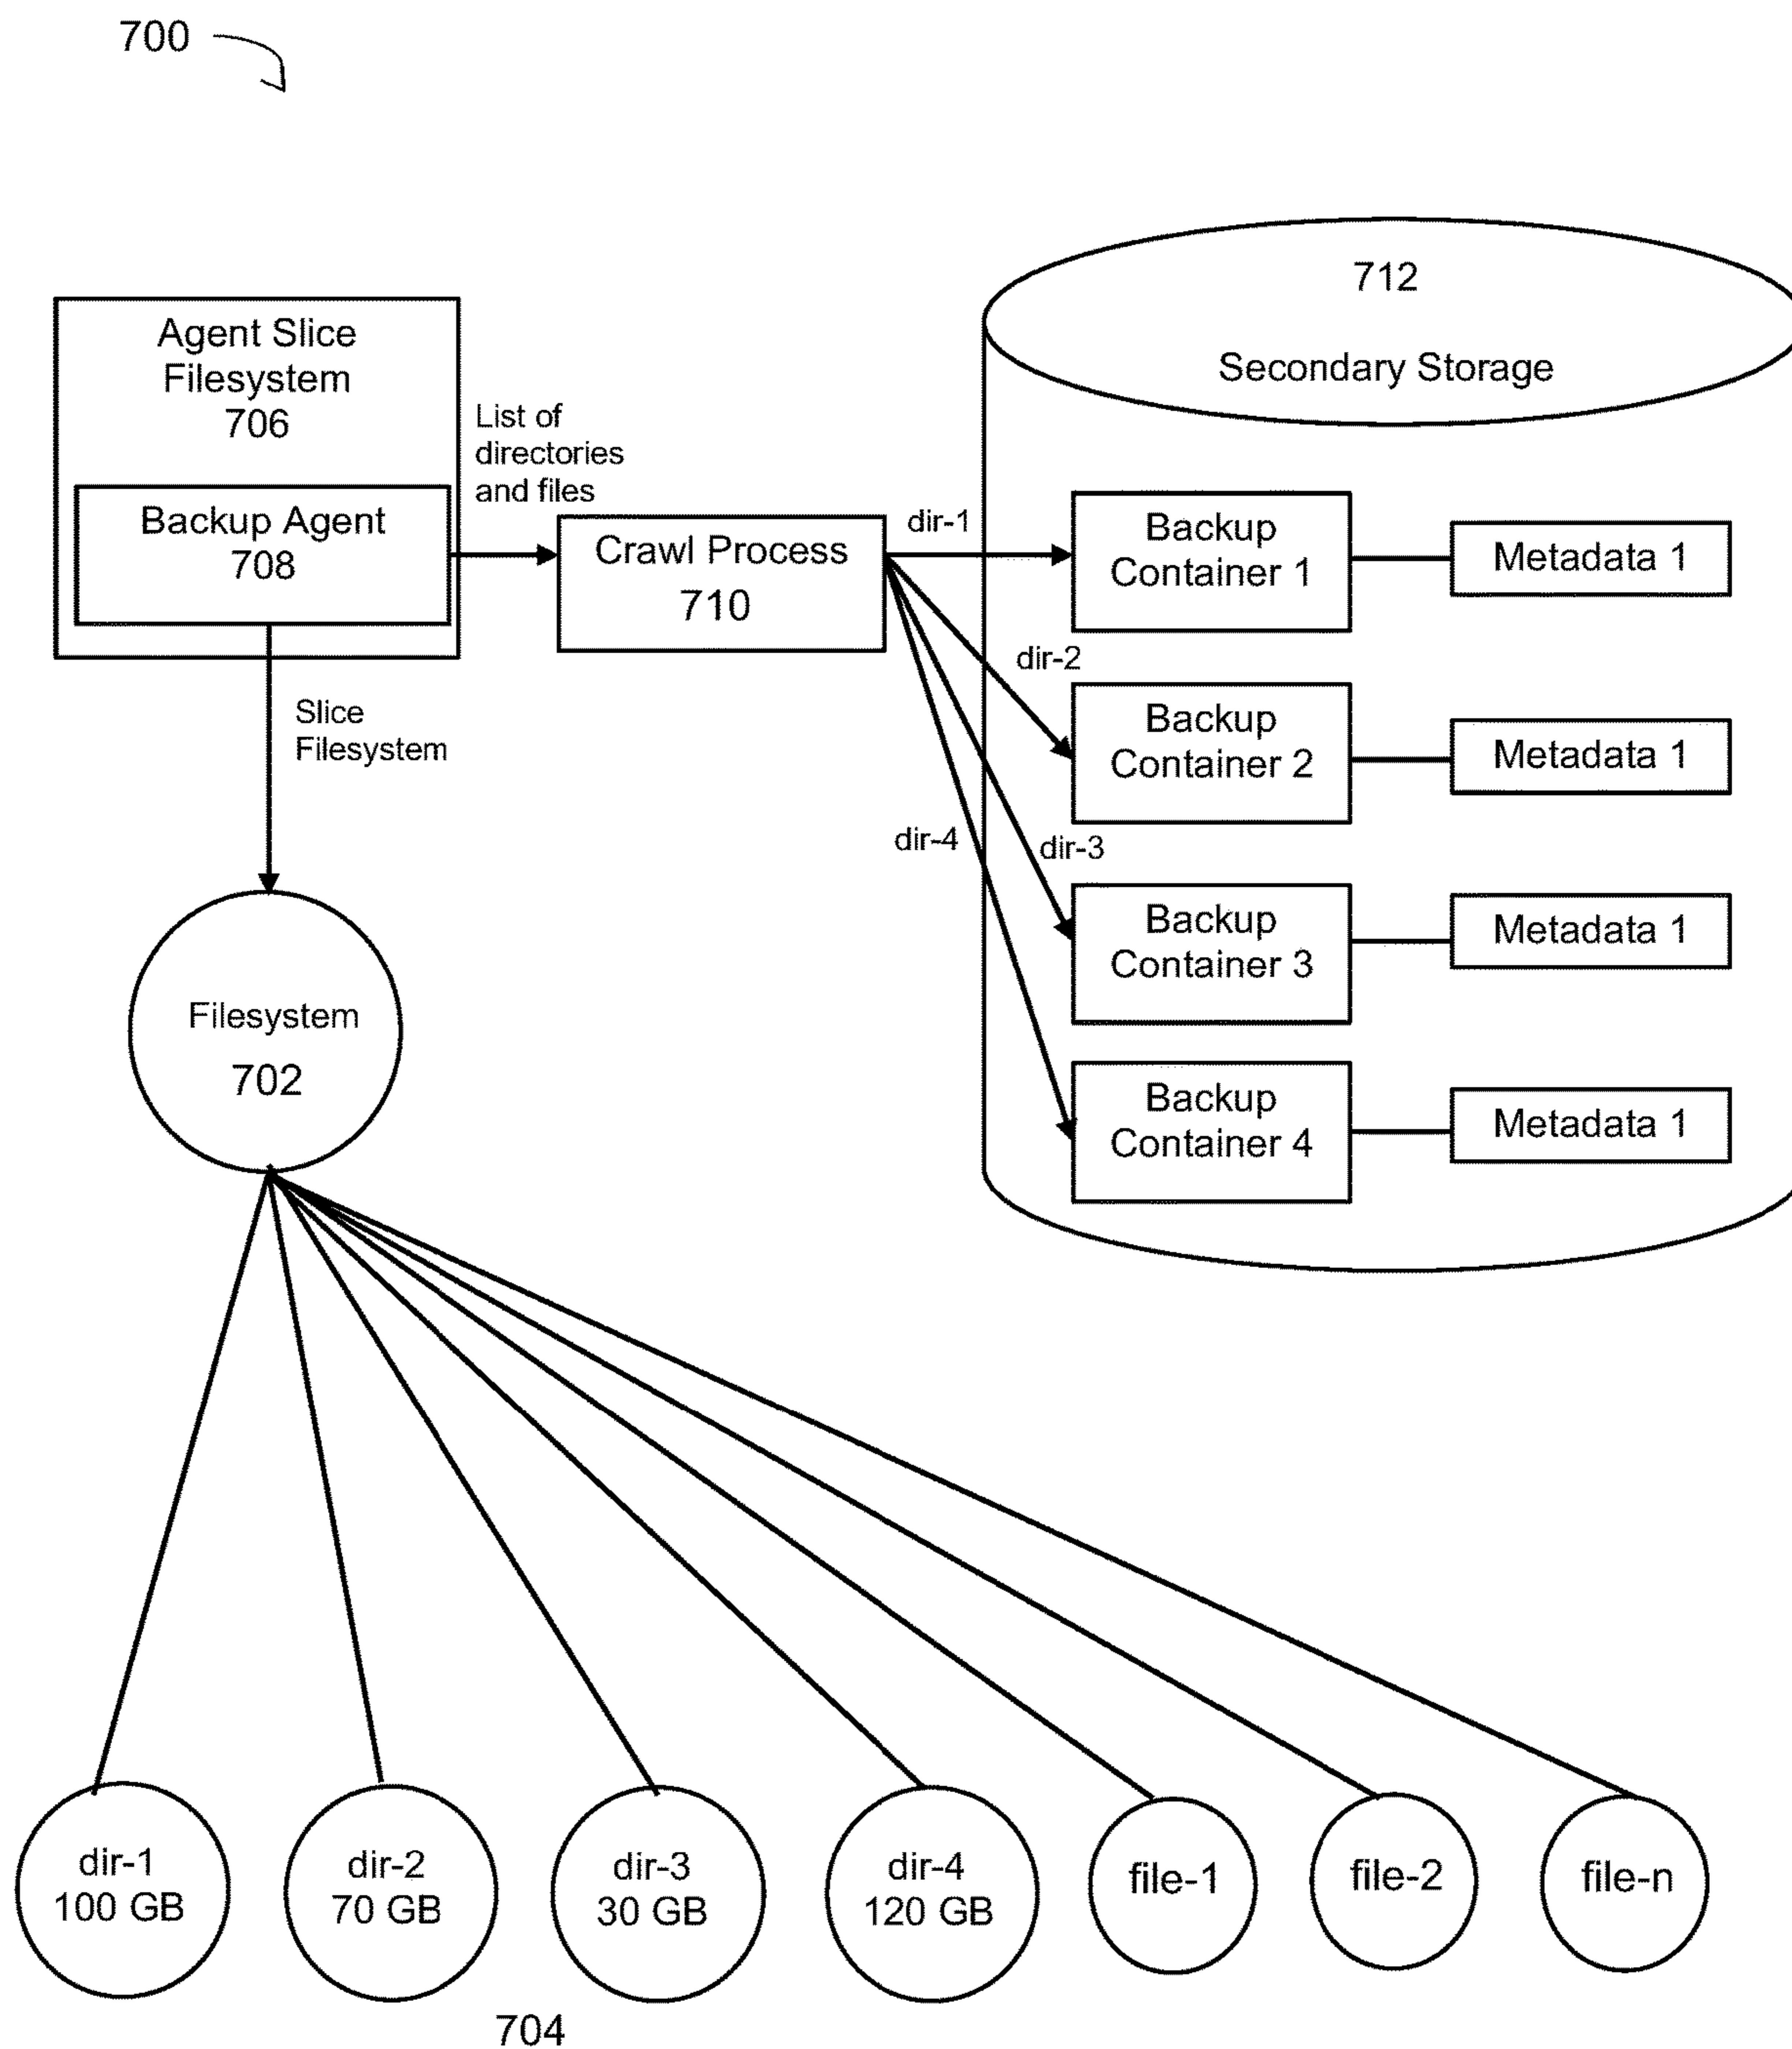 700
712
Secondary Storage
Agent Slice
Filesystem
706
Backup Agent
708
List of
directories
and files
Crawl Process
710
dir-1
dir-2
dir-3
dir-4
Backup
Container 1
Metadata 1
Backup
Container 2
Metadata 1
Backup
Container 3
Metadata 1
Backup
Container 4
Metadata 1
Slice
Filesystem
Filesystem
702
dir-1
100 GB
dir-2
70 GB
dir-3
30 GB
dir-4
120 GB
file-1
file-2
file-n
704